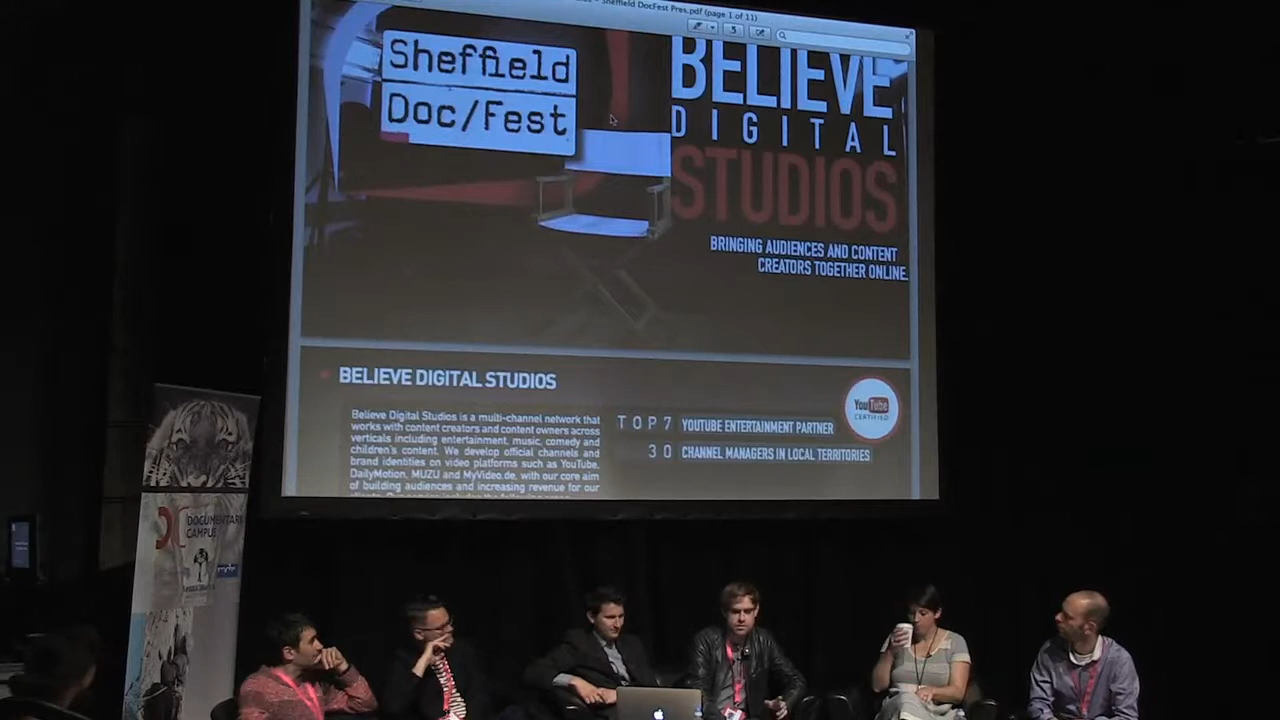 Sheffield DocFest Pres.pdf (page 1 of 11)
Sheffield
Doc/Fest
BELIEVE
DIGITAL
STUDIOS
BRINGING AUDIENCES AND CONTENT
CREATORS TOGETHER ONLINE.
BELIEVE DIGITAL STUDIOS
Believe Digital Studios is a multi-channel network that
works with content creators and content owners across
verticals including entertainment, music, comedy and
children's content. We develop official channels and
brand identities on video platforms such as YouTube,
DailyMotion, MUZU and MyVideo.de, with our core aim
of building audiences and increasing revenue for our
TOP 7 YOUTUBE ENTERTAINMENT PARTNER
30 CHANNEL MANAGERS IN LOCAL TERRITORIES
YouTube
CERTIFIED
DOCUMENTARY
CAMPUS